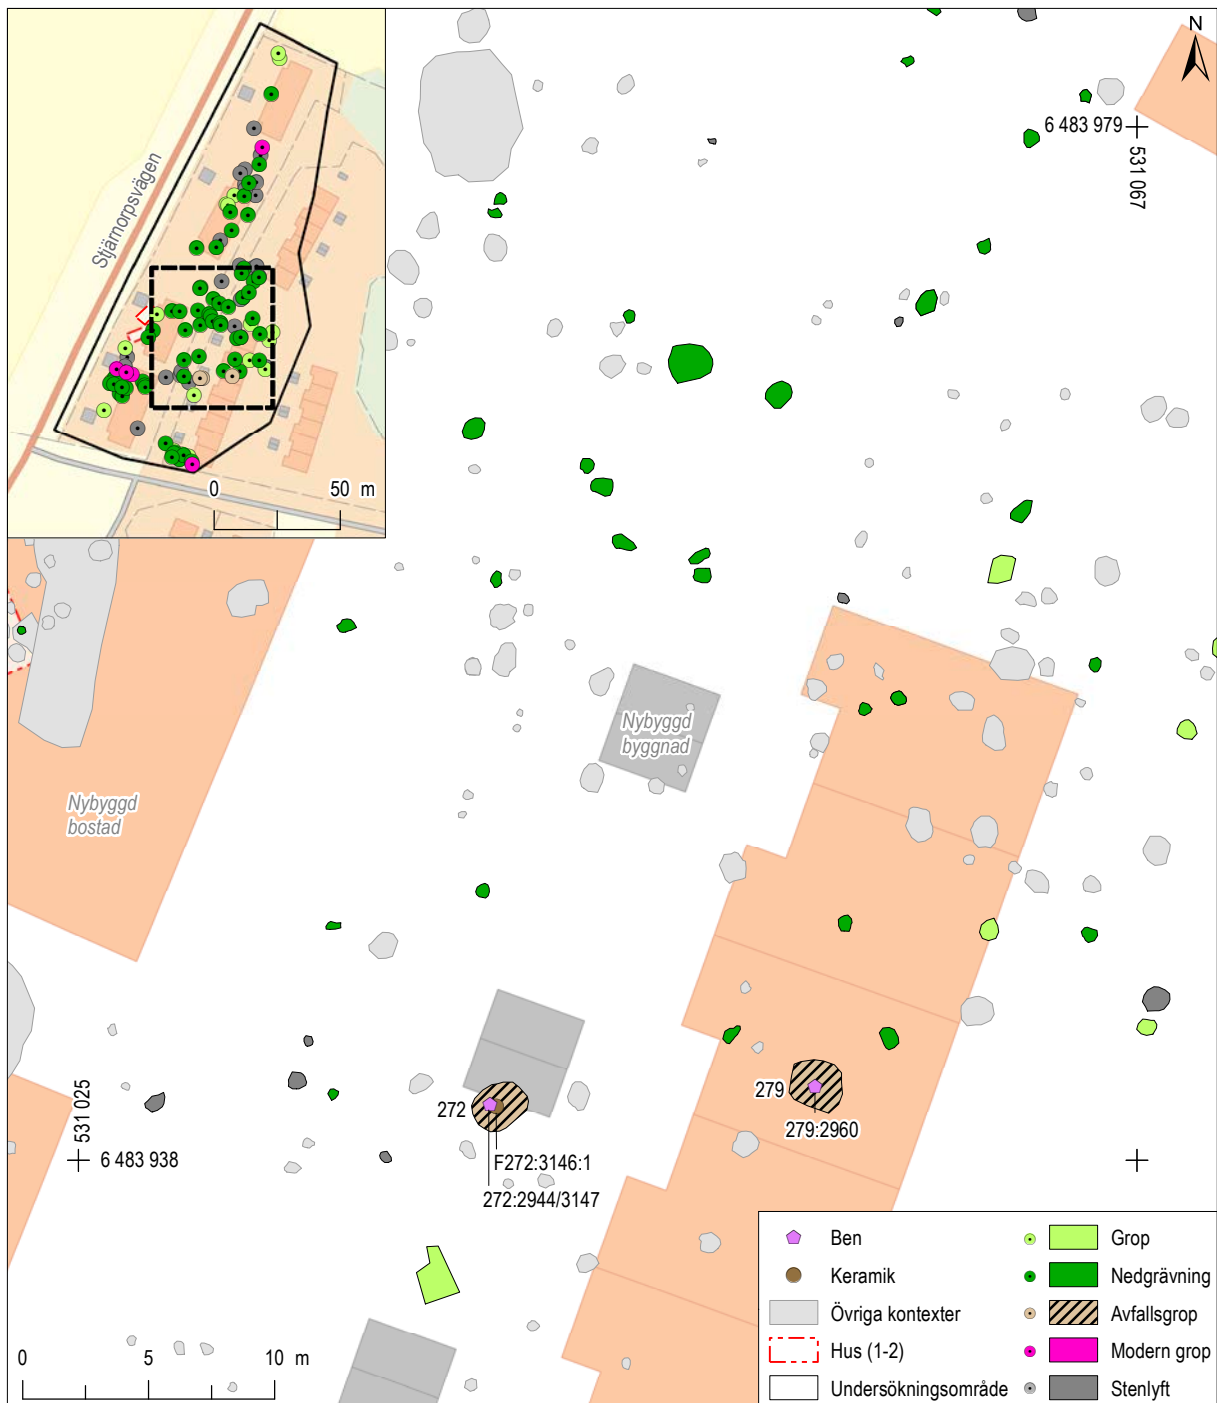 N
6 483 979
531 067
Stjärnorpsvägen
0 50 m
Nybyggd
byggnad
Nybyggd
bostad
531 025
6 483 938
272
F272:3146:1
272:2944/3147
279
279:2960
Ben
Keramik
Övriga kontexter
Hus (1-2)
Undersökningsområde
Grop
Nedgrävning
Avfallsgrop
Modern grop
Stenlyft
0 5 10 m